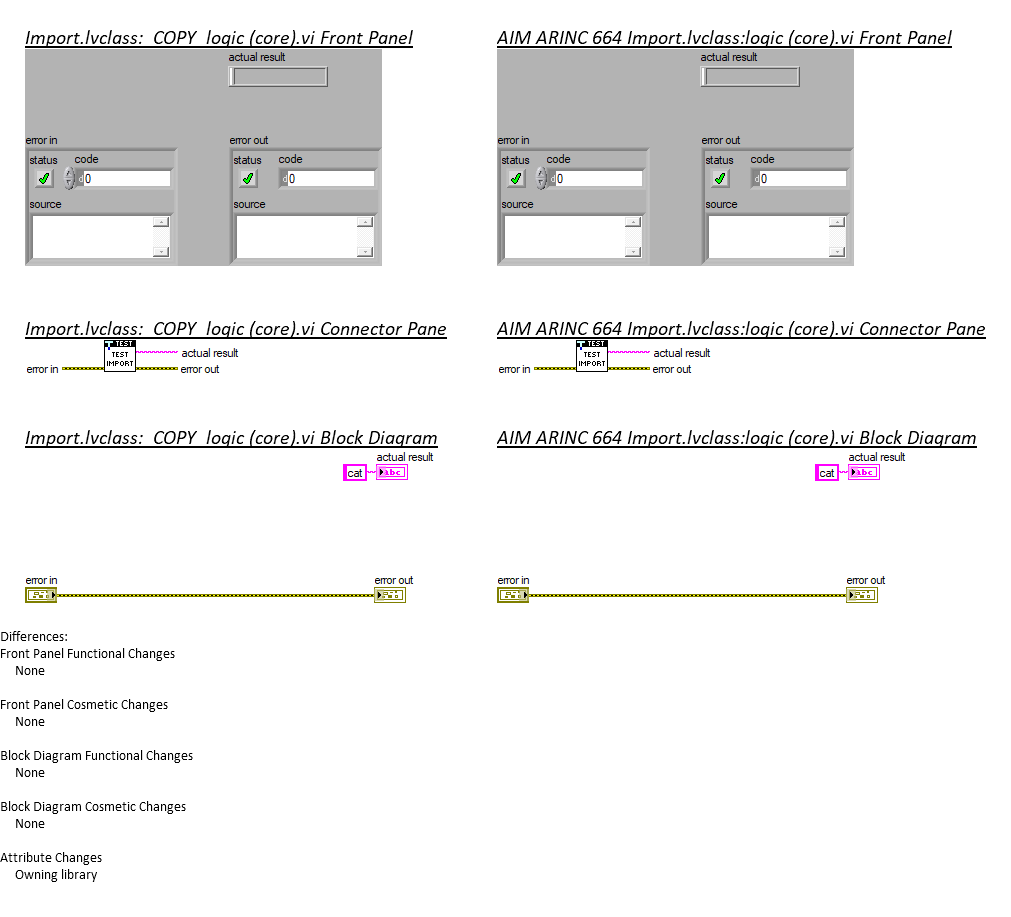 Import.lvclass:_COPY_logic (core).vi Front Panel
AIM ARINC 664 Import.lvclass:logic (core).vi Front Panel
actual result
actual result
error in
error out
error in
error out
status code
status code
status code
status code
d 0
d 0
d 0
d 0
source
source
source
source
Import.lvclass:_COPY_logic (core).vi Connector Pane
AIM ARINC 664 Import.lvclass:logic (core).vi Connector Pane
TEST
TEST
TEST
TEST
actual result
actual result
IMPORT
IMPORT
error in
error out
error in
error out
Import.lvclass:_COPY_logic (core).vi Block Diagram
AIM ARINC 664 Import.lvclass:logic (core).vi Block Diagram
actual result
actual result
cat
abc
cat
abc
error in
error out
error in
error out
Differences:
Front Panel Functional Changes
None
Front Panel Cosmetic Changes
None
Block Diagram Functional Changes
None
Block Diagram Cosmetic Changes
None
Attribute Changes
Owning library